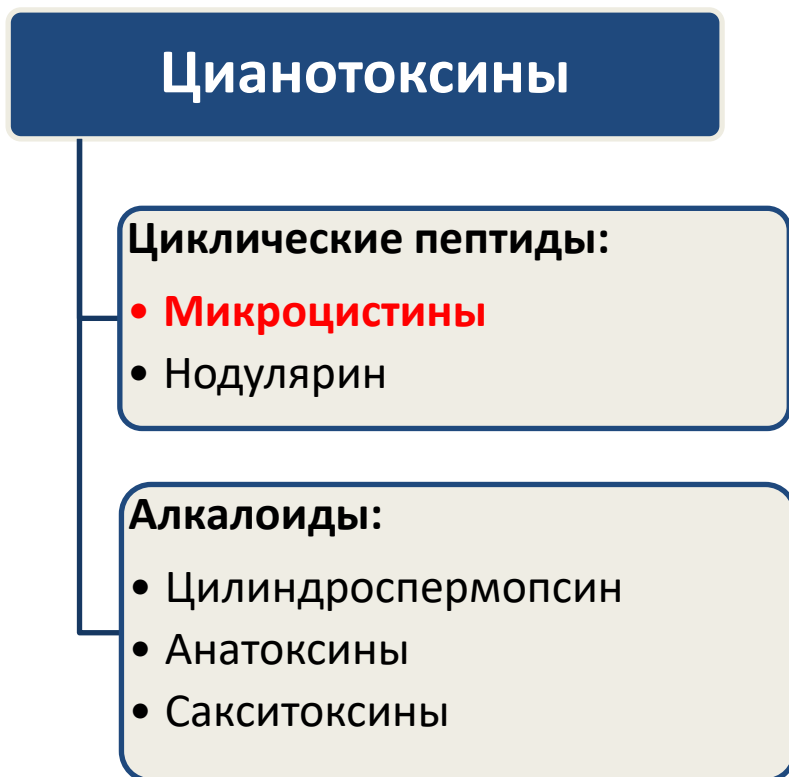 Цианотоксины
Циклические пептиды:
• Микроцистины
• Нодулярин
Алкалоиды:
• Цилиндроспермопсин
• Анатоксины
• Сакситоксины